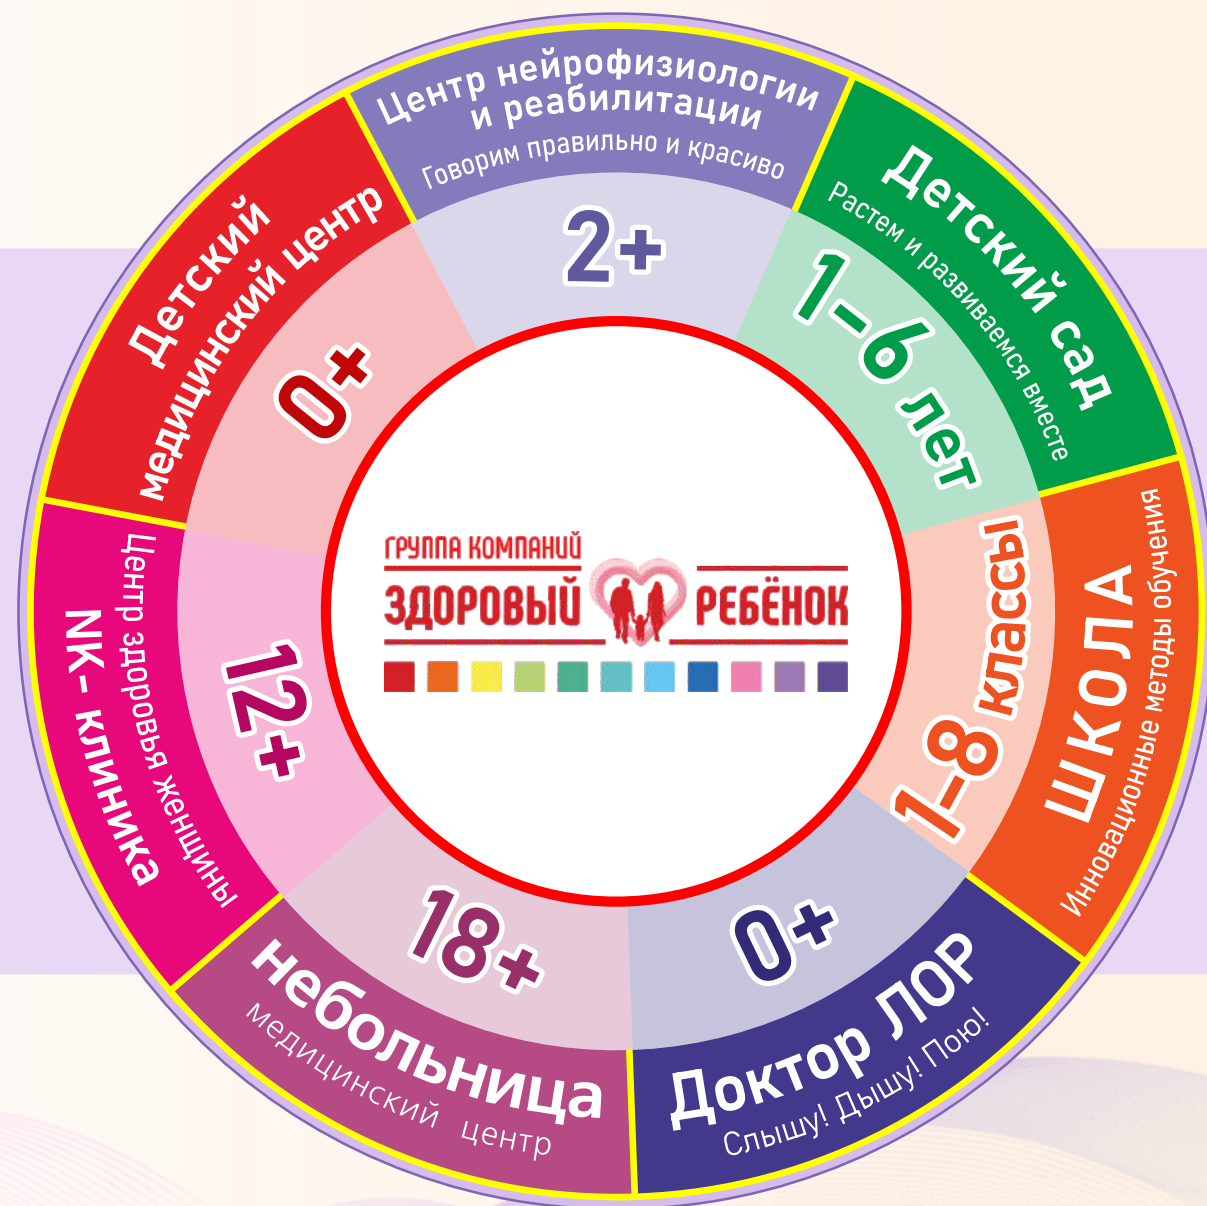 Центр нейрофизиологии
и реабилитации
Говорим правильно и красиво
2+
Детский сад
Растем и развиваемся вместе
1–6 лет
ШКОЛА
Инновационные методы обучения
1–8 классы
0+
Доктор ЛОР
Слышу! Дышу! Пою!
18+
небольница
медицинский центр
NK- клиника
Центр здоровья женщины
12+
Детский
медицинский центр
0+
ГРУППА КОМПАНИЙ
ЗДОРОВЫЙ РЕБЁНОК